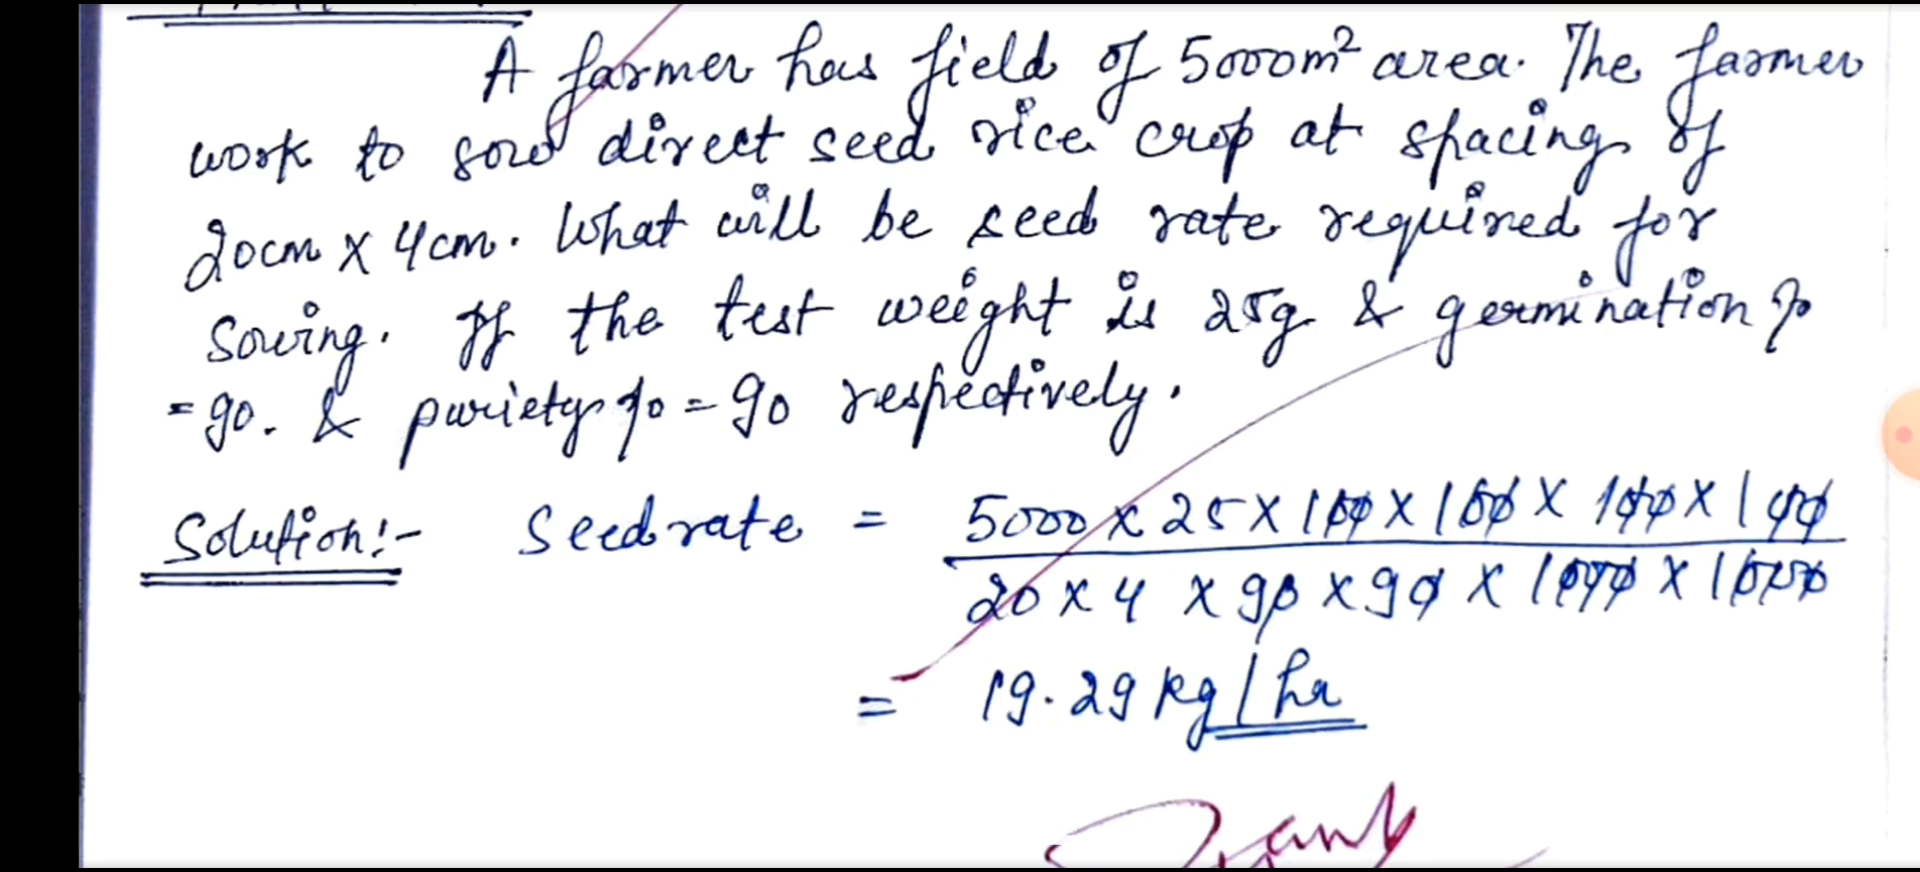 A farmer has field of 5000m² area. The farmer
work to sow direct seed rice crop at spacing of
20cm x 4cm. What will be seed rate required for
Sowing. If the test weight is 25g & germination %
= 90. & puriety % = 90 respectively.
Solution:- Seed rate = 5000 x 25 x 100 x 100 x 100 x 100
20 x 4 x 90 x 90 x 1000 x 1000
= 19.29 kg/ha